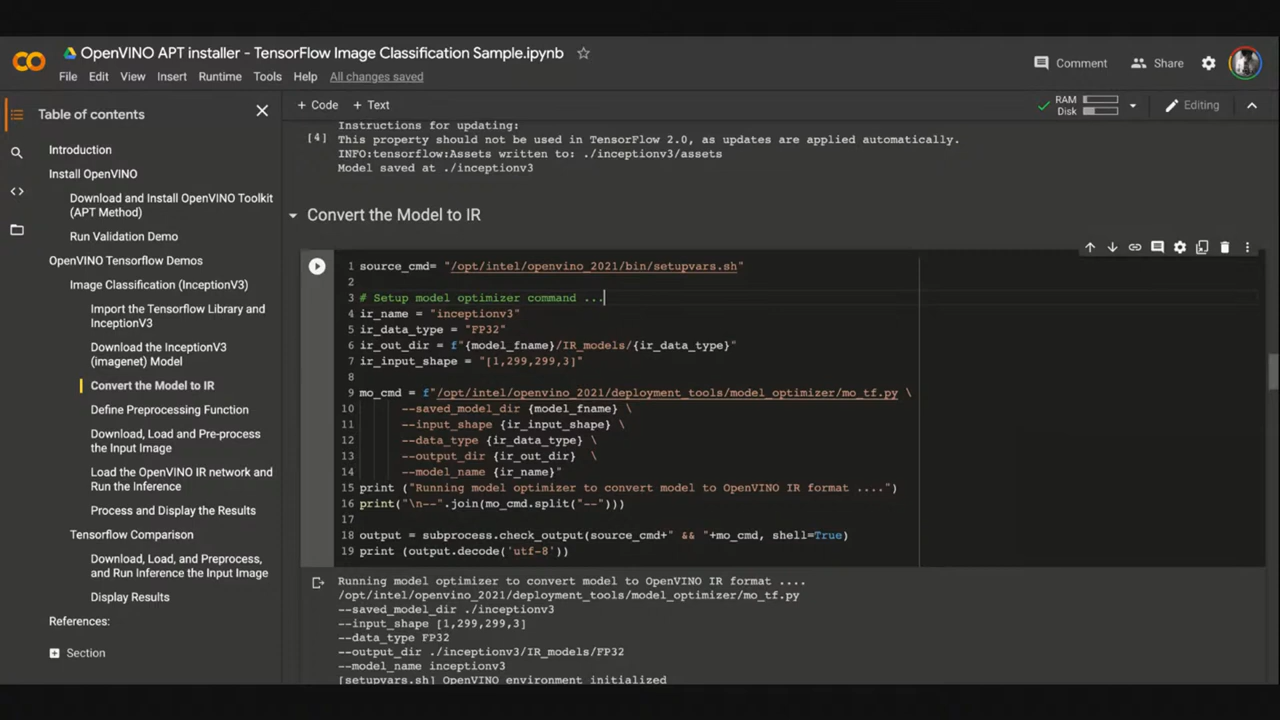 OpenVINO APT installer - TensorFlow Image Classification Sample.ipynb
File Edit View Insert Runtime Tools Help All changes saved
Comment Share
Table of contents
Introduction
Install OpenVINO
Download and Install OpenVINO Toolkit
(APT Method)
Run Validation Demo
OpenVINO Tensorflow Demos
Image Classification (InceptionV3)
Import the Tensorflow Library and
InceptionV3
Download the InceptionV3
(imagenet) Model
Convert the Model to IR
Define Preprocessing Function
Download, Load and Pre-process
the Input Image
Load the OpenVINO IR network and
Run the Inference
Process and Display the Results
Tensorflow Comparison
Download, Load, and Preprocess,
and Run Inference the Input Image
Display Results
References:
Section
+ Code + Text
RAM
Disk
Editing
Instructions for updating:
[4] This property should not be used in TensorFlow 2.0, as updates are applied automatically.
INFO:tensorflow:Assets written to: ./inceptionv3/assets
Model saved at ./inceptionv3
Convert the Model to IR
1 source_cmd= "/opt/intel/openvino_2021/bin/setupvars.sh"
2
3 # Setup model optimizer command ...
4 ir_name = "inceptionv3"
5 ir_data_type = "FP32"
6 ir_out_dir = f"{model_fname}/IR_models/{ir_data_type}"
7 ir_input_shape = "[1,299,299,3]"
8
9 mo_cmd = f"/opt/intel/openvino_2021/deployment_tools/model_optimizer/mo_tf.py \
10 --saved_model_dir {model_fname} \
11 --input_shape {ir_input_shape} \
12 --data_type {ir_data_type} \
13 --output_dir {ir_out_dir} \
14 --model_name {ir_name}"
15 print ("Running model optimizer to convert model to OpenVINO IR format ....")
16 print("\n--".join(mo_cmd.split("--")))
17
18 output = subprocess.check_output(source_cmd+" && "+mo_cmd, shell=True)
19 print (output.decode('utf-8'))
Running model optimizer to convert model to OpenVINO IR format ....
/opt/intel/openvino_2021/deployment_tools/model_optimizer/mo_tf.py
--saved_model_dir ./inceptionv3
--input_shape [1,299,299,3]
--data_type FP32
--output_dir ./inceptionv3/IR_models/FP32
--model_name inceptionv3
[setupvars.sh] OpenVINO environment initialized